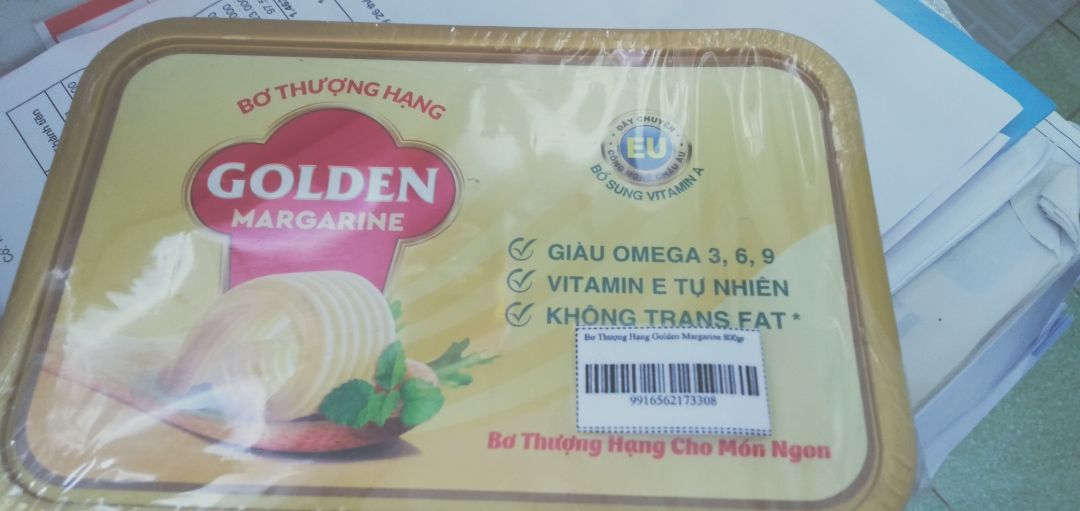 BƠ THƯỢNG HẠNG
GOLDEN
MARGARINE
DÂY CHUYỀN
EU
CÔNG NGHỆ CHÂU ÂU
BỔ SUNG VITAMIN A
GIÀU OMEGA 3, 6, 9
VITAMIN E TỰ NHIÊN
KHÔNG TRANS FAT*
Bơ Thượng Hạng Golden Margarine 800gr
9916562173308
Bơ Thượng Hạng Cho Món Ngon
Thành tiền